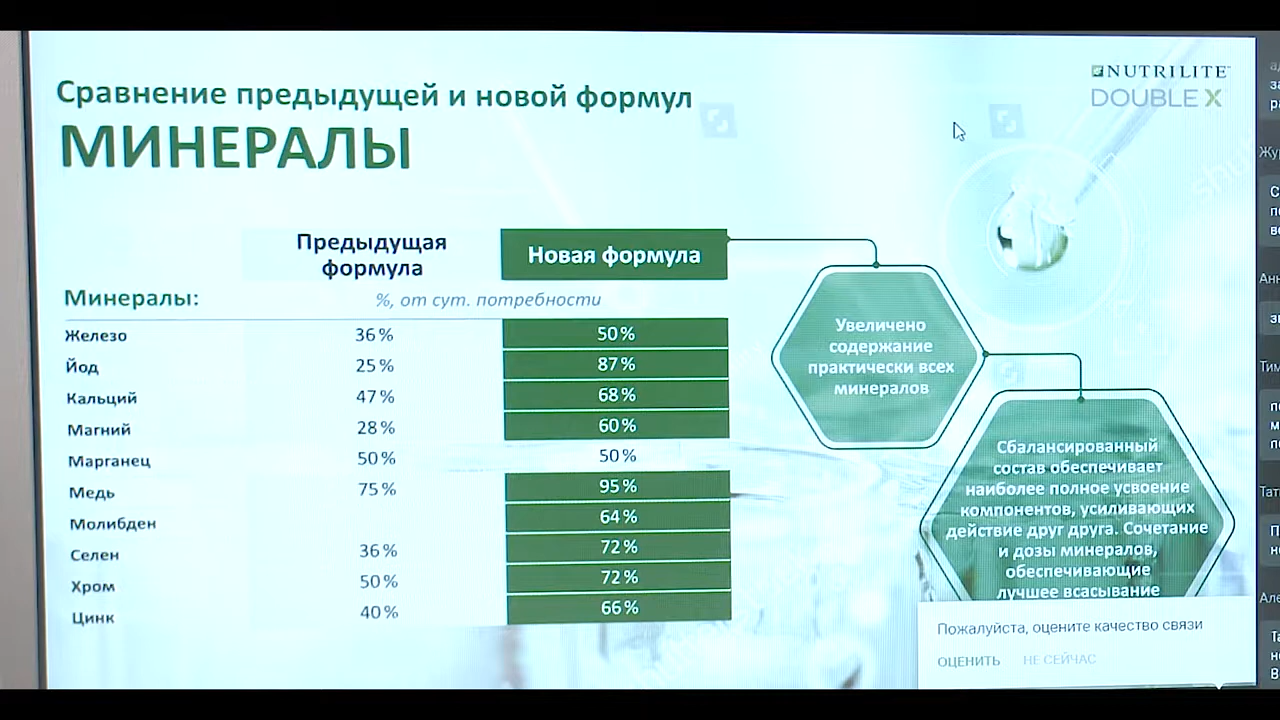 Сравнение предыдущей и новой формул
МИНЕРАЛЫ
NUTRILITE
DOUBLE X
Предыдущая формула
Новая формула
Минералы:
%, от сут. потребности
Железо 36% 50%
Йод 25% 87%
Кальций 47% 68%
Магний 28% 60%
Марганец 50% 50%
Медь 75% 95%
Молибден 64%
Селен 36% 72%
Хром 50% 72%
Цинк 40% 66%
Увеличено
содержание
практически всех
минералов
Сбалансированный
состав обеспечивает
наиболее полное усвоение
компонентов, усиливающих
действие друг друга. Сочетание
и дозы минералов,
обеспечивающие
лучшее всасывание
Пожалуйста, оцените качество связи
ОЦЕНИТЬ НЕ СЕЙЧАС